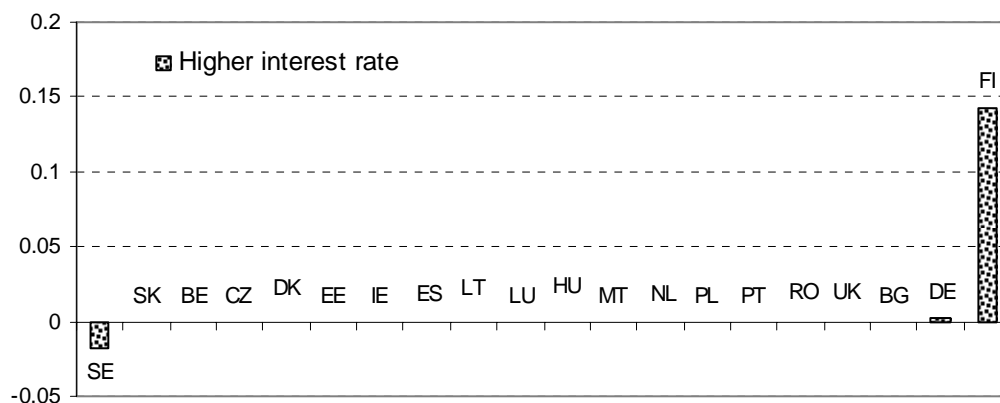 0.2
Higher interest rate
FI
0.15
0.1
0.05
SK BE CZ DK EE IE ES LT LU HU MT NL PL PT RO UK BG DE
0
SE
-0.05